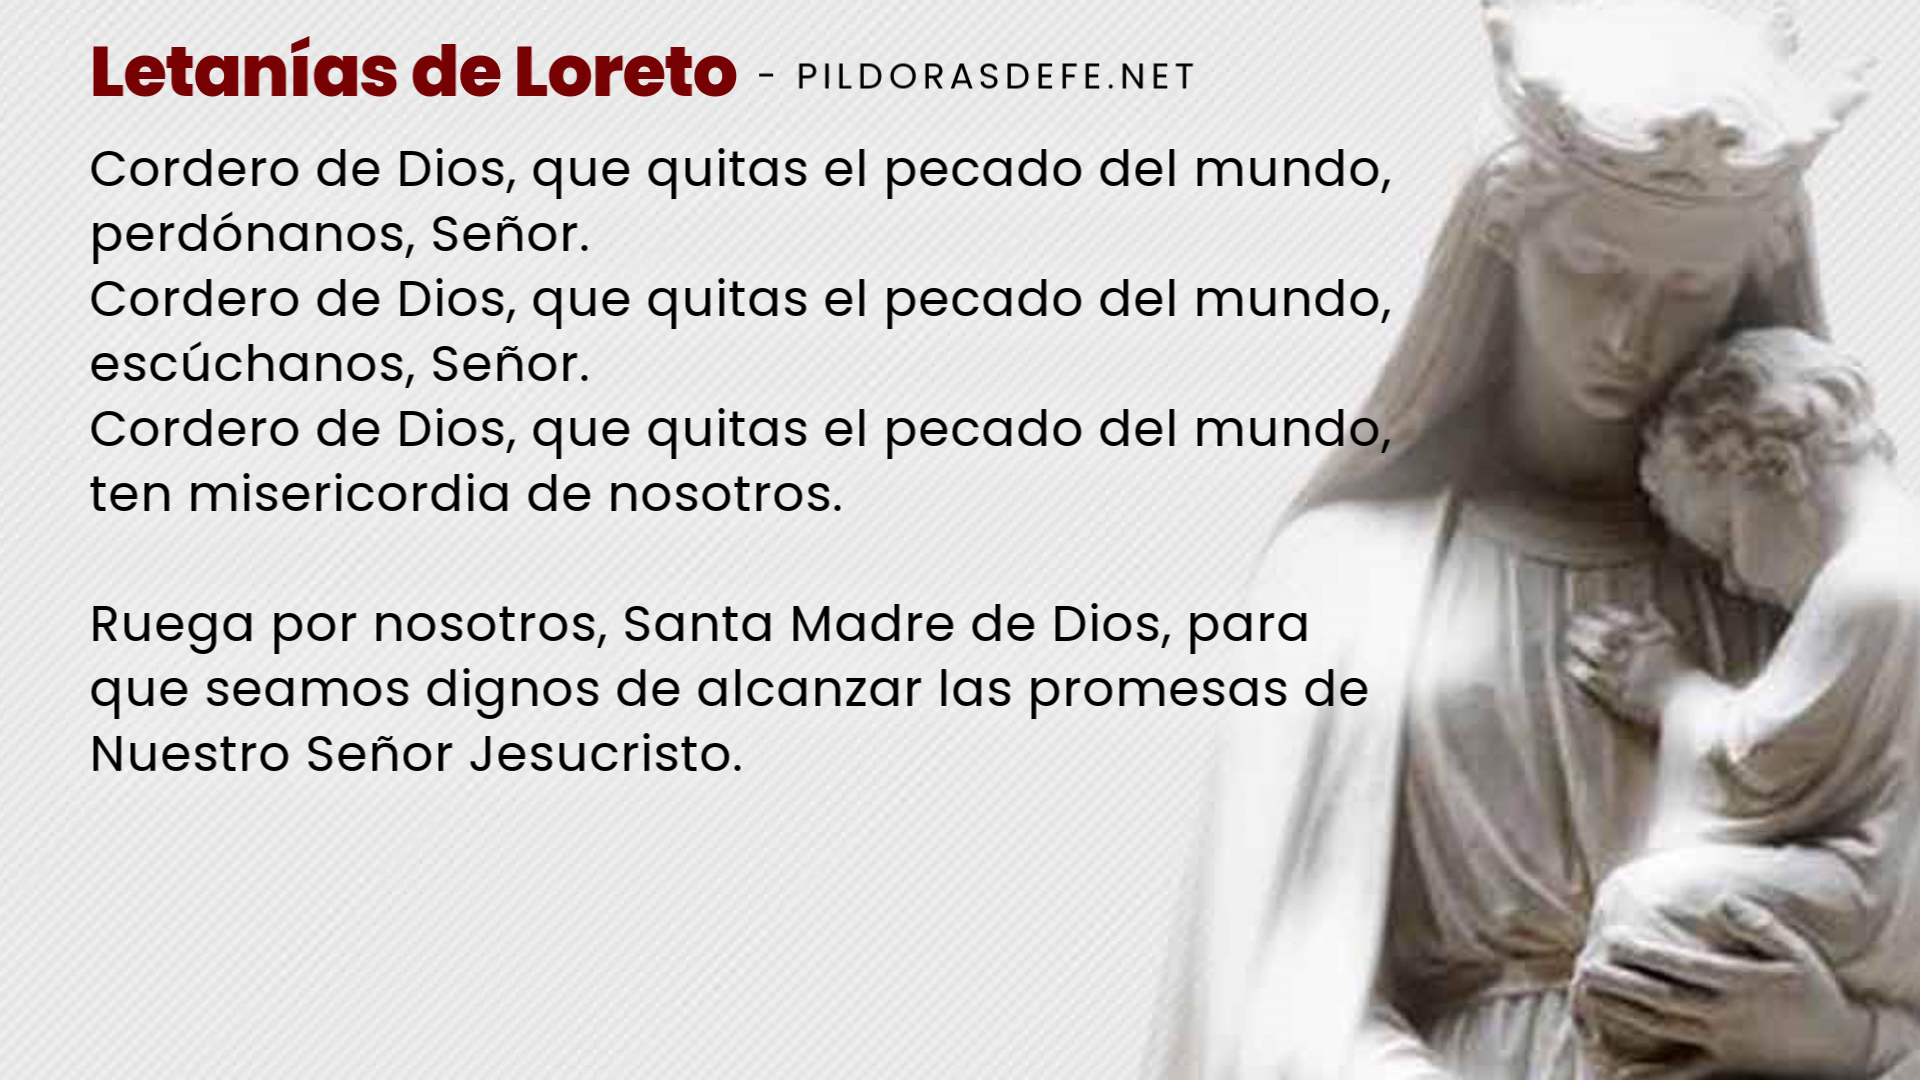 Letanías de Loreto - PILDORASDEFE.NET
Cordero de Dios, que quitas el pecado del mundo,
perdónanos, Señor.
Cordero de Dios, que quitas el pecado del mundo,
escúchanos, Señor.
Cordero de Dios, que quitas el pecado del mundo,
ten misericordia de nosotros.
Ruega por nosotros, Santa Madre de Dios, para
que seamos dignos de alcanzar las promesas de
Nuestro Señor Jesucristo.